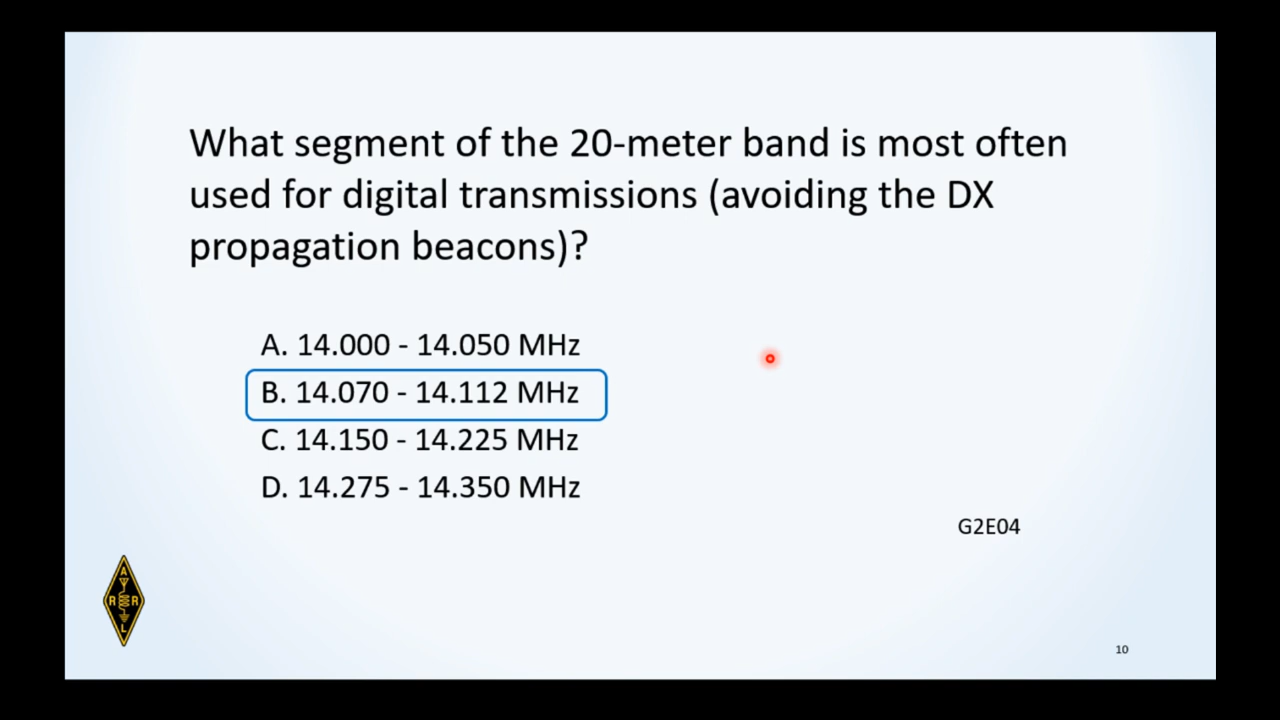 What segment of the 20-meter band is most often
used for digital transmissions (avoiding the DX
propagation beacons)?
A. 14.000 - 14.050 MHz
B. 14.070 - 14.112 MHz
C. 14.150 - 14.225 MHz
D. 14.275 - 14.350 MHz
G2E04
A
R R
L
10